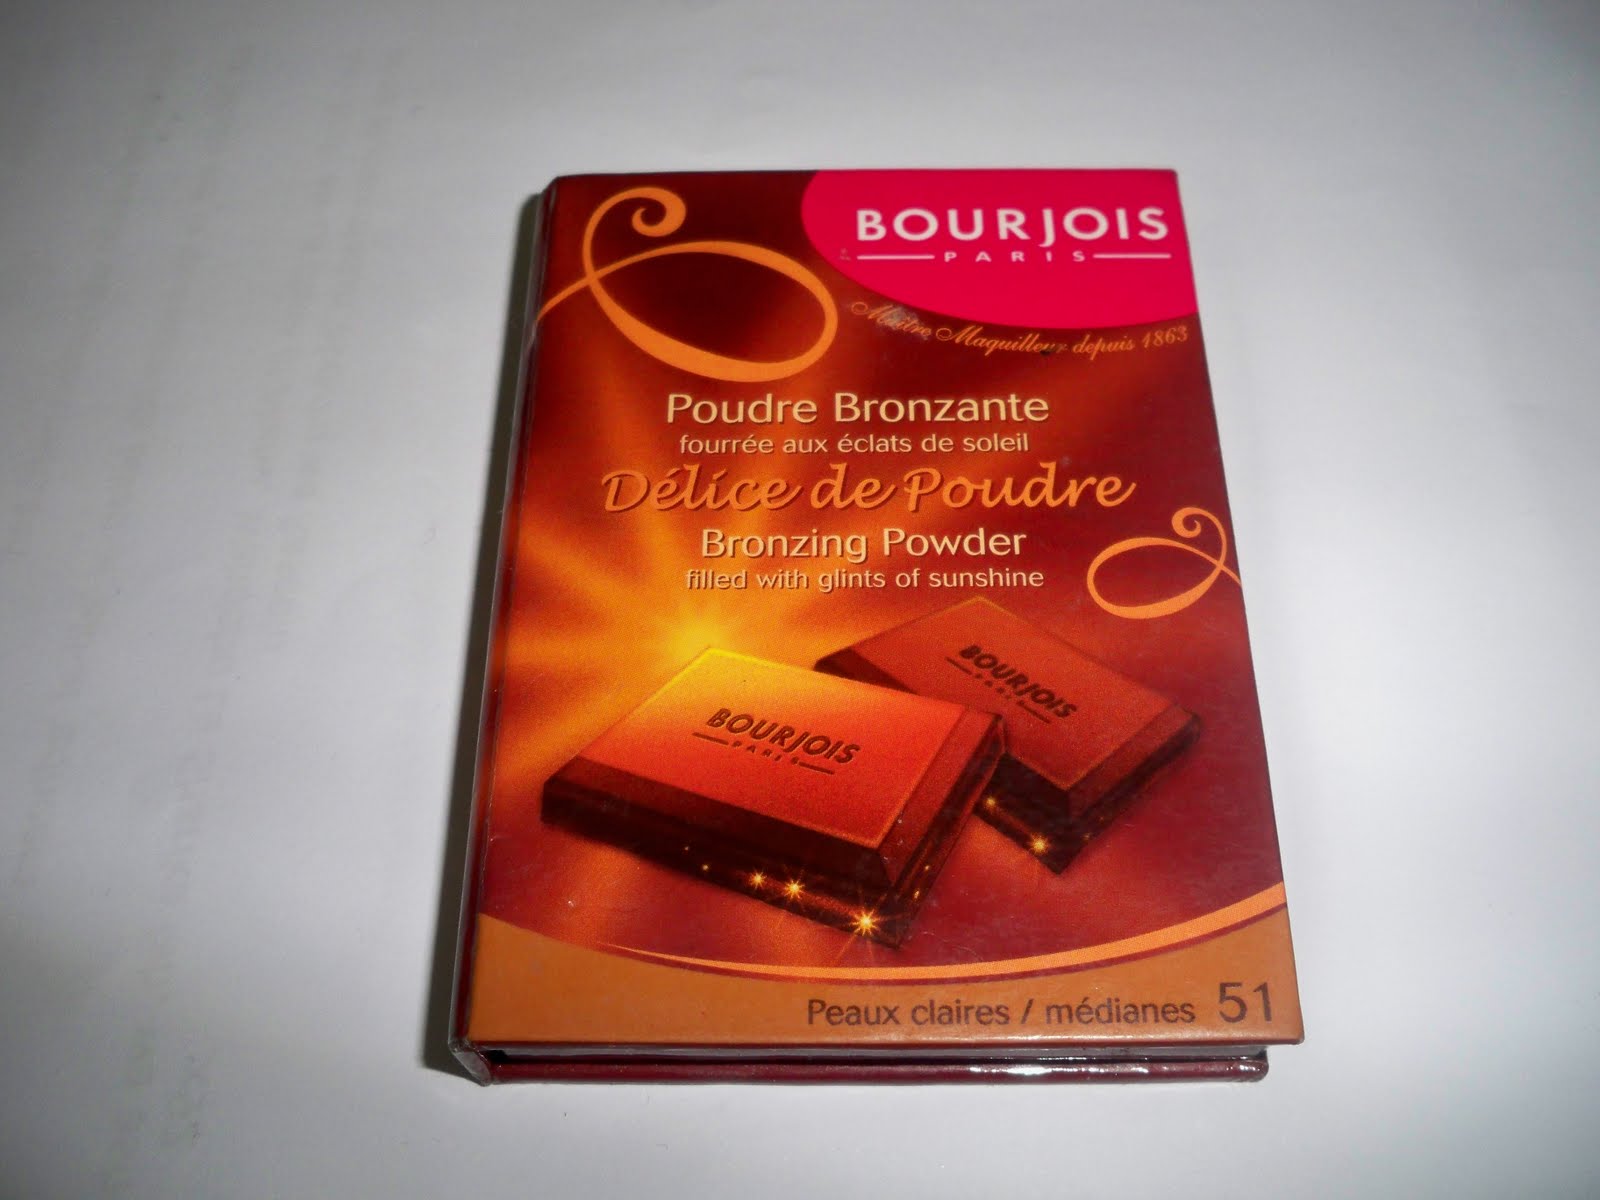 BOURJOIS
PARIS
Maître Maquilleur depuis 1863
Poudre Bronzante
fourrée aux éclats de soleil
Délice de Poudre
Bronzing Powder
filled with glints of sunshine
BOURJOIS
PARIS
BOURJOIS
PARIS
Peaux claires / médianes 51